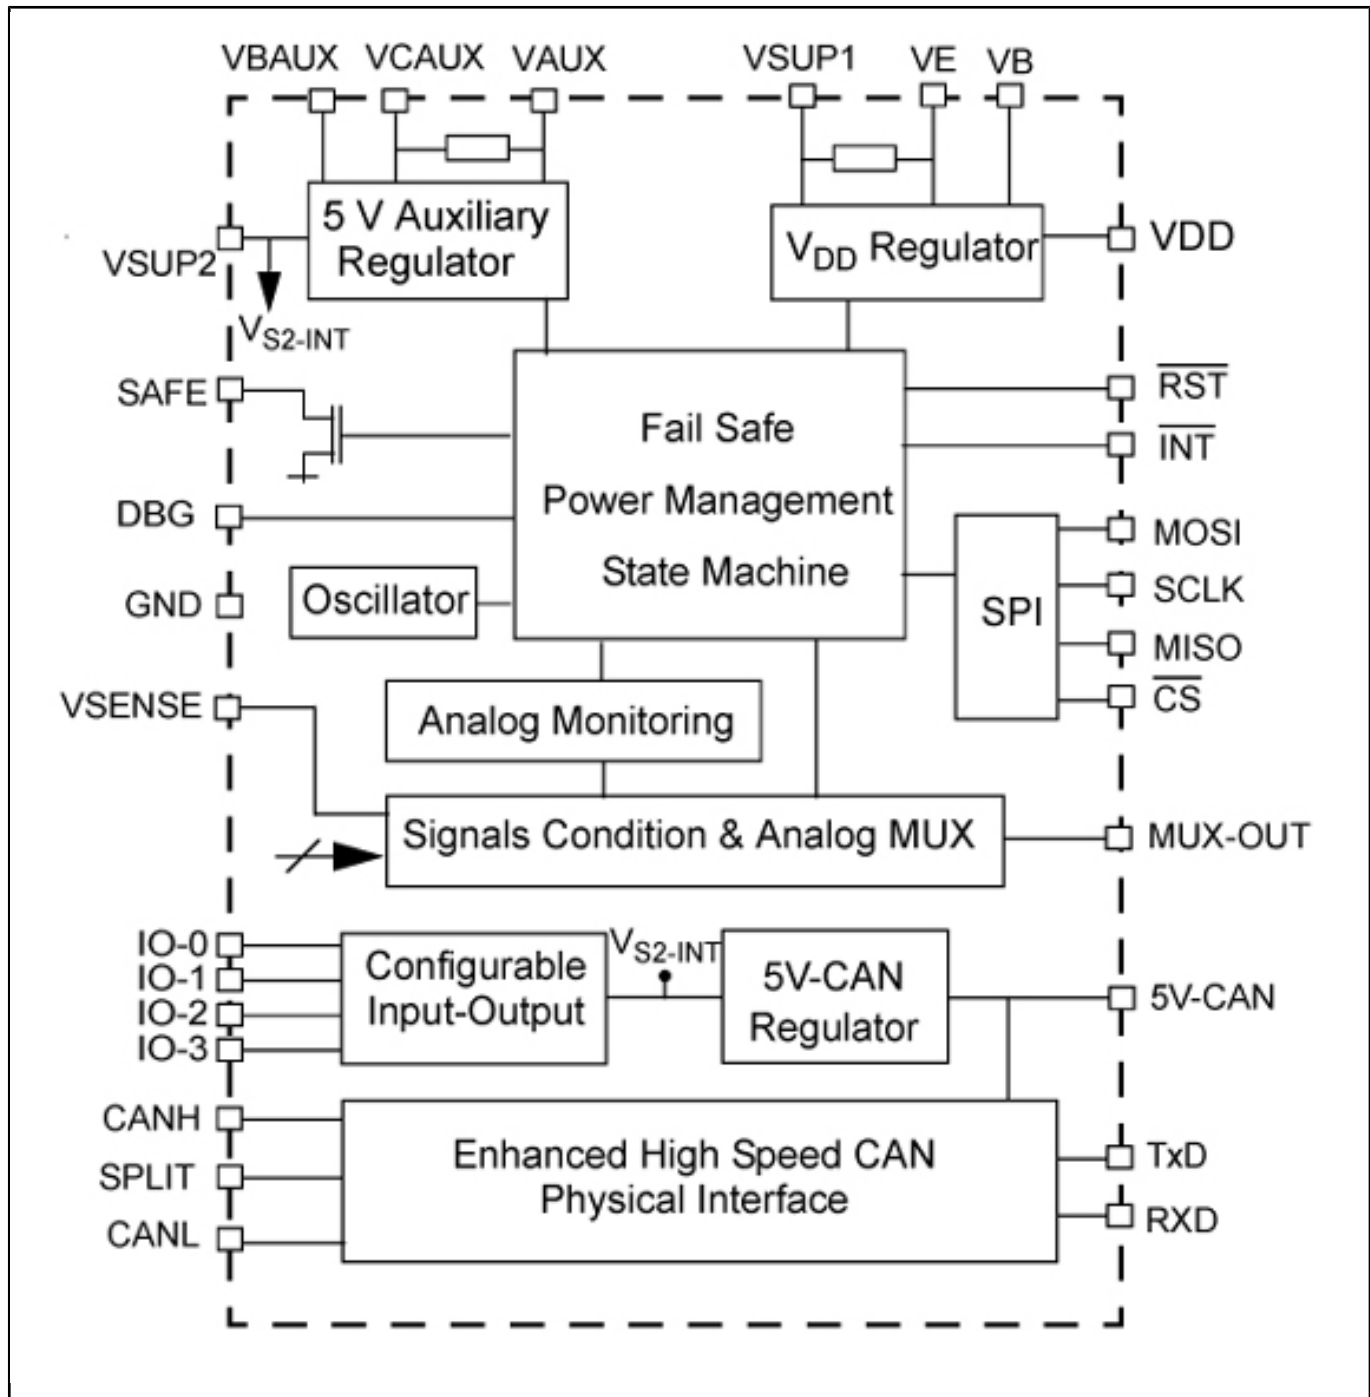 VBAUX VCAUX VAUX VSUP1 VE VB
5 V Auxiliary
Regulator
VDD Regulator
VDD
VSUP2
VS2-INT
SAFE
RST
Fail Safe
INT
Power Management
DBG
MOSI
State Machine
SCLK
Oscillator
GND
SPI
MISO
VSENSE
CS
Analog Monitoring
Signals Condition & Analog MUX
MUX-OUT
IO-0
IO-1
IO-2
IO-3
Configurable
Input-Output
VS2-INT
5V-CAN
Regulator
5V-CAN
CANH
SPLIT
CANL
Enhanced High Speed CAN
Physical Interface
TxD
RXD